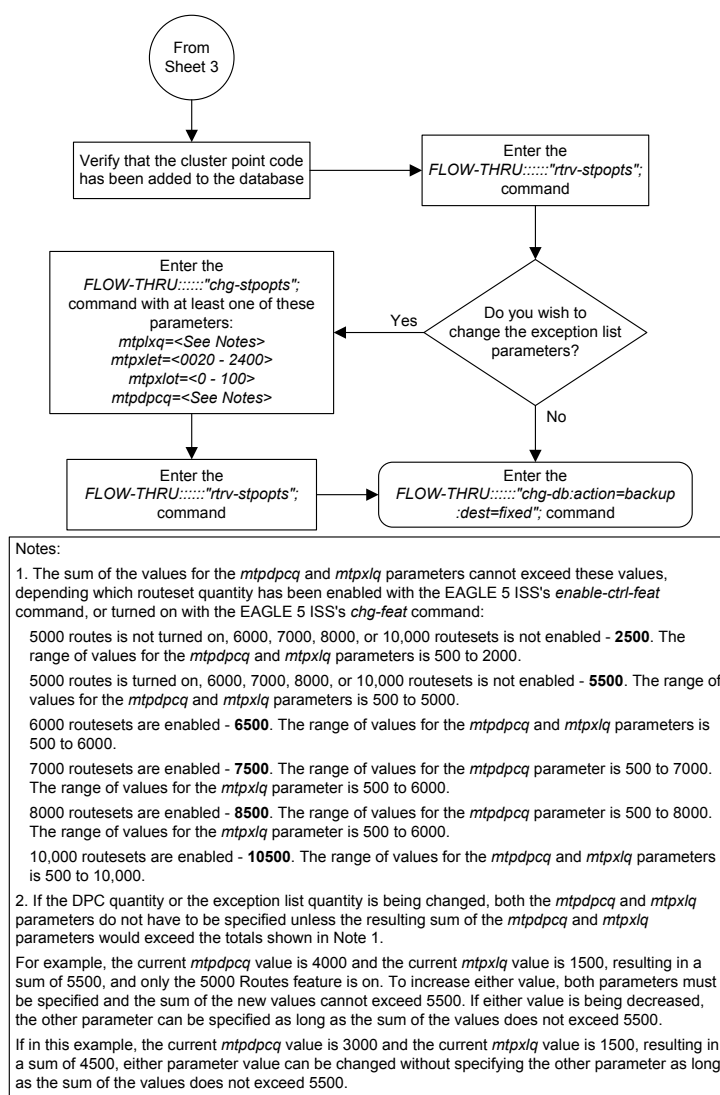 From
Sheet 3
Verify that the cluster point code
has been added to the database
Enter the
FLOW-THRU::::::"rtrv-stpopts";
command
Do you wish to
change the exception list
parameters?
Yes
No
Enter the
FLOW-THRU::::::"chg-stpopts";
command with at least one of these
parameters:
mtplxq=<See Notes>
mtpxlet=<0020 - 2400>
mtpxlot=<0 - 100>
mtpdpcq=<See Notes>
Enter the
FLOW-THRU::::::"rtrv-stpopts";
command
Enter the
FLOW-THRU::::::"chg-db:action=backup
:dest=fixed"; command
Notes:
1. The sum of the values for the mtpdpcq and mtpxlq parameters cannot exceed these values,
depending which routeset quantity has been enabled with the EAGLE 5 ISS's enable-ctrl-feat
command, or turned on with the EAGLE 5 ISS's chg-feat command:
5000 routes is not turned on, 6000, 7000, 8000, or 10,000 routesets is not enabled - 2500. The
range of values for the mtpdpcq and mtpxlq parameters is 500 to 2000.
5000 routes is turned on, 6000, 7000, 8000, or 10,000 routesets is not enabled - 5500. The range of
values for the mtpdpcq and mtpxlq parameters is 500 to 5000.
6000 routesets are enabled - 6500. The range of values for the mtpdpcq and mtpxlq parameters is
500 to 6000.
7000 routesets are enabled - 7500. The range of values for the mtpdpcq parameter is 500 to 7000.
The range of values for the mtpxlq parameter is 500 to 6000.
8000 routesets are enabled - 8500. The range of values for the mtpdpcq parameter is 500 to 8000.
The range of values for the mtpxlq parameter is 500 to 6000.
10,000 routesets are enabled - 10500. The range of values for the mtpdpcq and mtpxlq parameters
is 500 to 10,000.
2. If the DPC quantity or the exception list quantity is being changed, both the mtpdpcq and mtpxlq
parameters do not have to be specified unless the resulting sum of the mtpdpcq and mtpxlq
parameters would exceed the totals shown in Note 1.
For example, the current mtpdpcq value is 4000 and the current mtpxlq value is 1500, resulting in a
sum of 5500, and only the 5000 Routes feature is on. To increase either value, both parameters must
be specified and the sum of the new values cannot exceed 5500. If either value is being decreased,
the other parameter can be specified as long as the sum of the values does not exceed 5500.
If in this example, the current mtpdpcq value is 3000 and the current mtpxlq value is 1500, resulting in
a sum of 4500, either parameter value can be changed without specifying the other parameter as long
as the sum of the values does not exceed 5500.